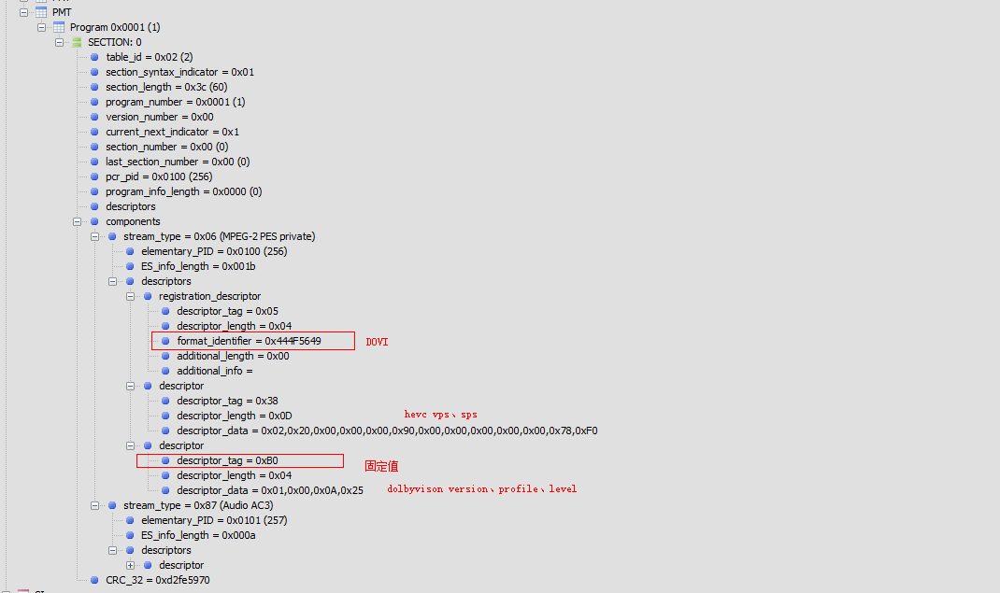 PMT
Program 0x0001 (1)
SECTION: 0
table_id = 0x02 (2)
section_syntax_indicator = 0x01
section_length = 0x3c (60)
program_number = 0x0001 (1)
version_number = 0x00
current_next_indicator = 0x1
section_number = 0x00 (0)
last_section_number = 0x00 (0)
pcr_pid = 0x0100 (256)
program_info_length = 0x0000 (0)
descriptors
components
stream_type = 0x06 (MPEG-2 PES private)
elementary_PID = 0x0100 (256)
ES_info_length = 0x001b
descriptors
registration_descriptor
descriptor_tag = 0x05
descriptor_length = 0x04
format_identifier = 0x444F5649 DOVI
additional_length = 0x00
additional_info =
descriptor
descriptor_tag = 0x38
descriptor_length = 0x0D hevc vps、sps
descriptor_data = 0x02,0x20,0x00,0x00,0x00,0x90,0x00,0x00,0x00,0x00,0x00,0x78,0xF0
descriptor
descriptor_tag = 0xB0 固定值
descriptor_length = 0x04
descriptor_data = 0x01,0x00,0x0A,0x25 dolbyvison version、profile、level
stream_type = 0x87 (Audio AC3)
elementary_PID = 0x0101 (257)
ES_info_length = 0x000a
descriptors
descriptor
CRC_32 = 0xd2fe5970